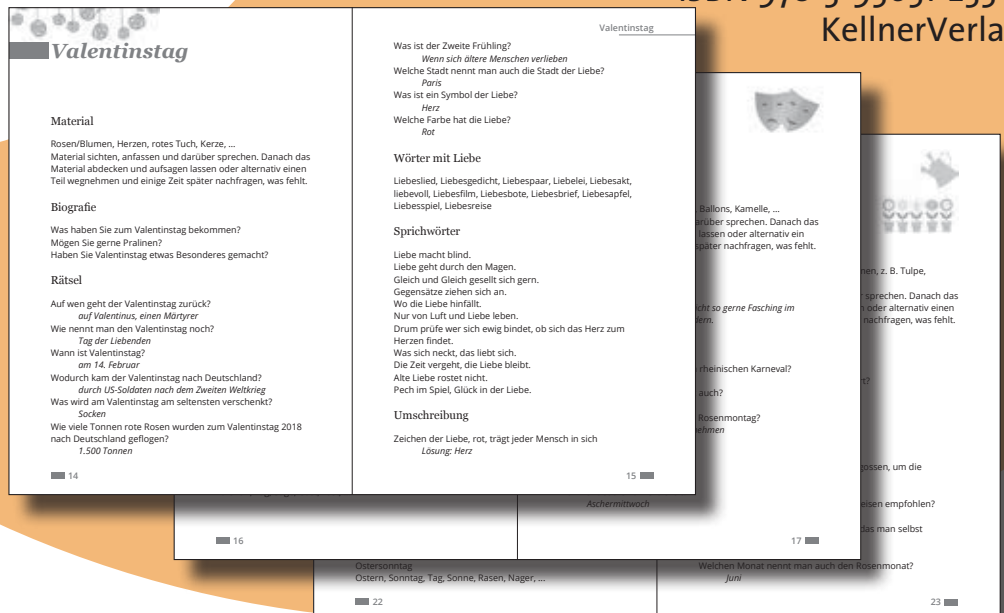 KellnerVerla
Valentinstag
Material
Rosen/Blumen, Herzen, rotes Tuch, Kerze, ...
Material sichten, anfassen und darüber sprechen. Danach das
Material abdecken und aufsagen lassen oder alternativ einen
Teil wegnehmen und einige Zeit später nachfragen, was fehlt.
Biografie
Was haben Sie zum Valentinstag bekommen?
Mögen Sie gerne Pralinen?
Haben Sie Valentinstag etwas Besonderes gemacht?
Rätsel
Auf wen geht der Valentinstag zurück?
auf Valentinus, einen Märtyrer
Wie nennt man den Valentinstag noch?
Tag der Liebenden
Wann ist Valentinstag?
am 14. Februar
Wodurch kam der Valentinstag nach Deutschland?
durch US-Soldaten nach dem Zweiten Weltkrieg
Was wird am Valentinstag am seltensten verschenkt?
Socken
Wie viele Tonnen rote Rosen wurden zum Valentinstag 2018
nach Deutschland geflogen?
1.500 Tonnen
14
Valentinstag
Was ist der Zweite Frühling?
Wenn sich ältere Menschen verlieben
Welche Stadt nennt man auch die Stadt der Liebe?
Paris
Was ist ein Symbol der Liebe?
Herz
Welche Farbe hat die Liebe?
Rot
Wörter mit Liebe
Liebeslied, Liebesgedicht, Liebespaar, Liebelei, Liebesakt,
liebevoll, Liebesfilm, Liebesbote, Liebesbrief, Liebesapfel,
Liebesspiel, Liebesreise
Sprichwörter
Liebe macht blind.
Liebe geht durch den Magen.
Gleich und Gleich gesellt sich gern.
Gegensätze ziehen sich an.
Wo die Liebe hinfällt.
Nur von Luft und Liebe leben.
Drum prüfe wer sich ewig bindet, ob sich das Herz zum
Herzen findet.
Was sich neckt, das liebt sich.
Die Zeit vergeht, die Liebe bleibt.
Alte Liebe rostet nicht.
Pech im Spiel, Glück in der Liebe.
Umschreibung
Zeichen der Liebe, rot, trägt jeder Mensch in sich
Lösung: Herz
15
Ballons, Kamelle, ...
sprechen. Danach das
lassen oder alternativ ein
später nachfragen, was fehlt.
so gerne Fasching im
rheinischen Karneval?
auch?
Rosenmontag?
Aschermittwoch
16
17
z. B. Tulpe,
sprechen. Danach das
oder alternativ einen
nachfragen, was fehlt.
um die
empfohlen?
das man selbst
Welchen Monat nennt man auch den Rosenmonat?
Juni
Ostersonntag
Ostern, Sonntag, Tag, Sonne, Rasen, Nager, ...
22
23